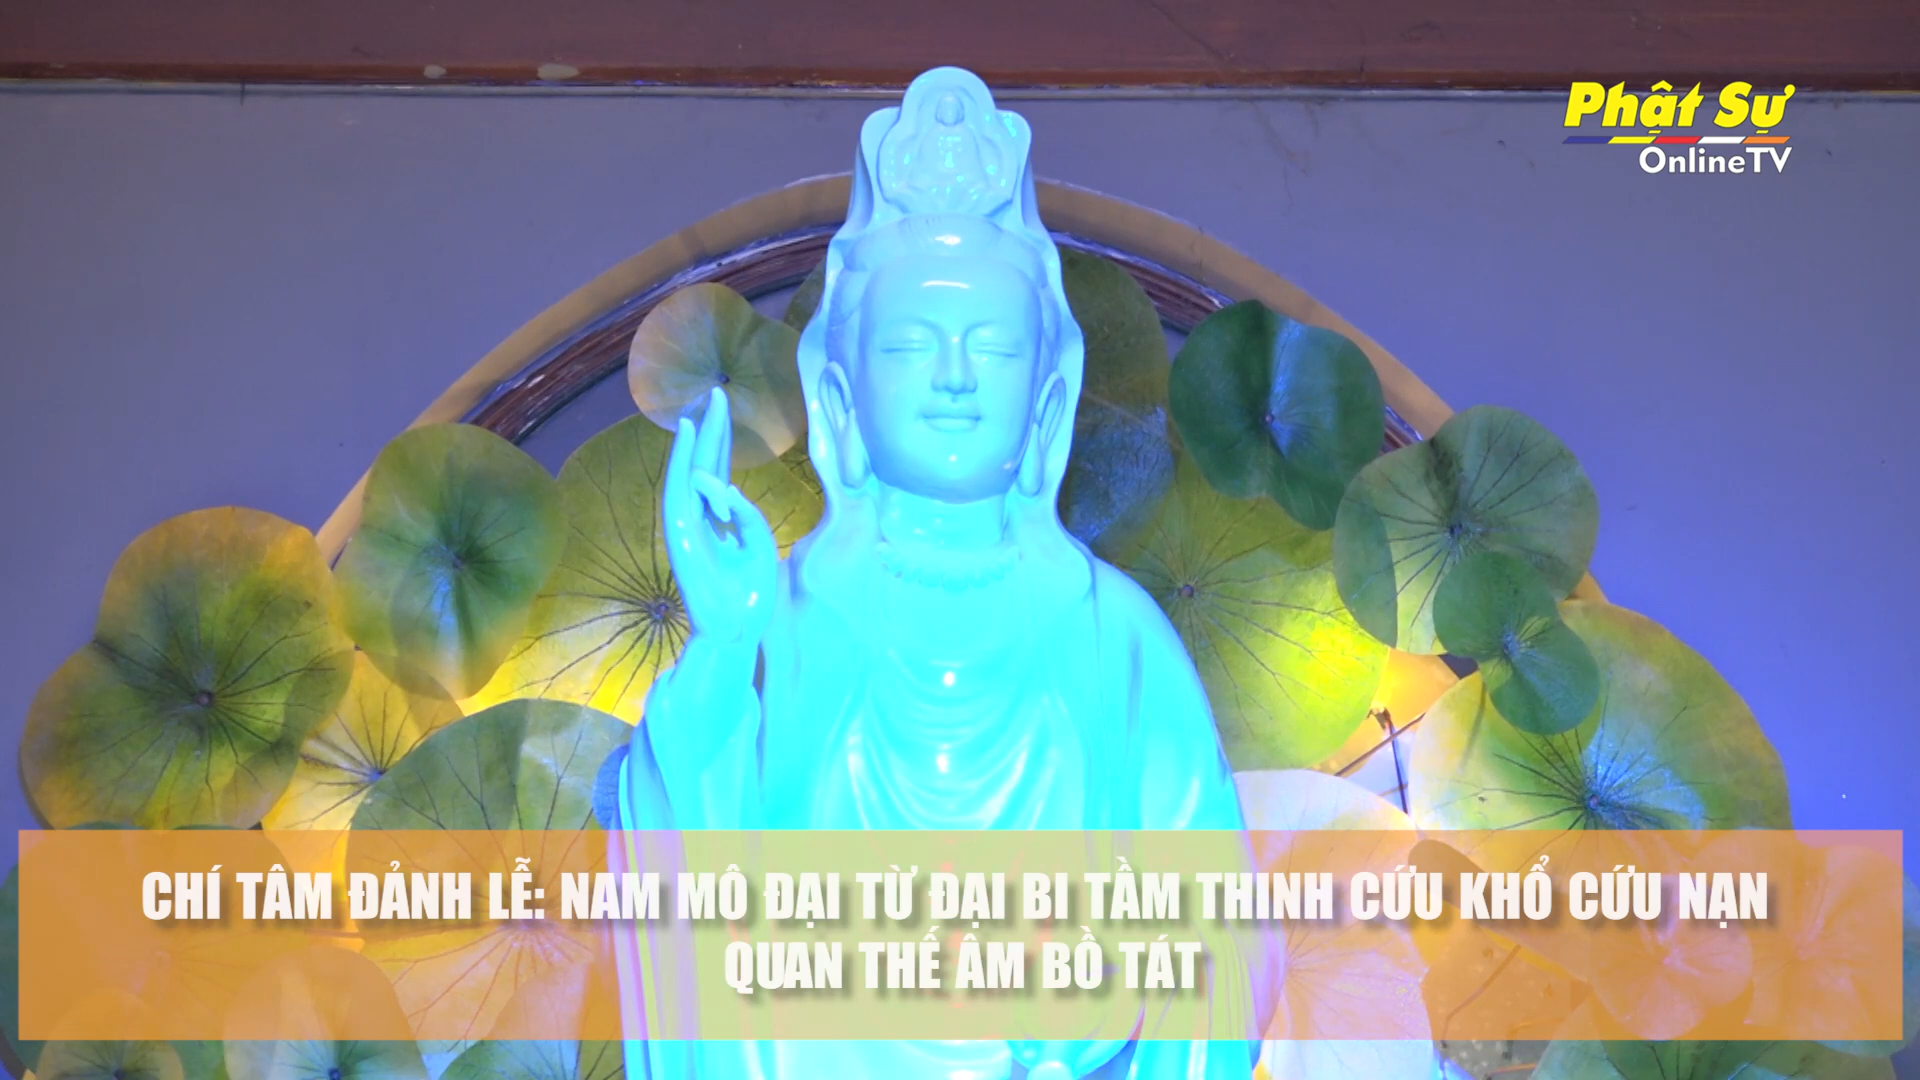 Phật Sự
OnlineTV
CHÍ TÂM ĐẢNH LỄ: NAM MÔ ĐẠI TỪ ĐẠI BI TẦM THINH CỨU KHỔ CỨU NẠN
QUAN THẾ ÂM BỒ TÁT